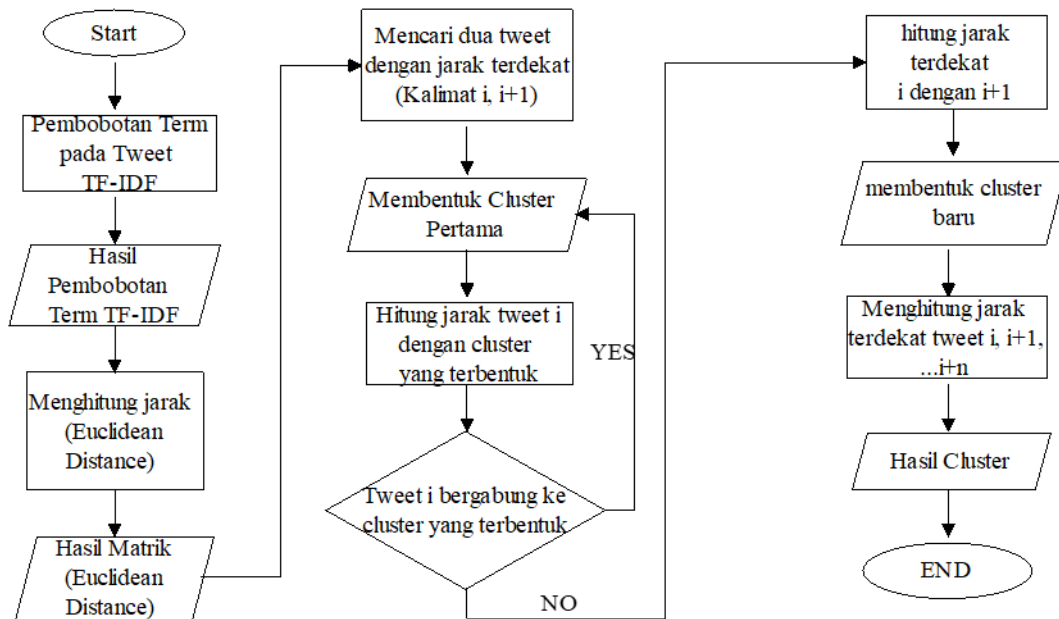 Start
Pembobotan Term
pada Tweet
TF-IDF
Hasil
Pembobotan
Term TF-IDF
Menghitung jarak
(Euclidean
Distance)
Hasil Matrik
(Euclidean
Distance)
Mencari dua tweet
dengan jarak terdekat
(Kalimat i, i+1)
Membentuk Cluster
Pertama
Hitung jarak tweet i
dengan cluster
yang terbentuk
YES
Tweet i bergabung ke
cluster yang terbentuk
NO
hitung jarak
terdekat
i dengan i+1
membentuk cluster
baru
Menghitung jarak
terdekat tweet i, i+1,
...i+n
Hasil Cluster
END